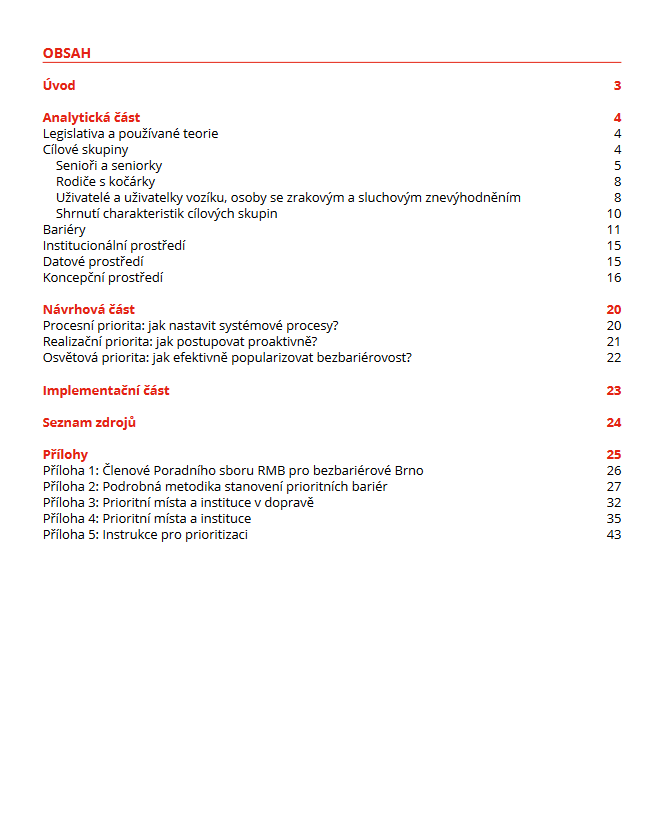 OBSAH
Úvod 3
Analytická část 4
Legislativa a používané teorie 4
Cílové skupiny 4
Senioři a seniorky 5
Rodiče s kočárky 8
Uživatelé a uživatelky vozíku, osoby se zrakovým a sluchovým znevýhodněním 8
Shrnutí charakteristik cílových skupin 10
Bariéry 11
Institucionální prostředí 15
Datové prostředí 15
Koncepční prostředí 16
Návrhová část 20
Procesní priorita: jak nastavit systémové procesy? 20
Realizační priorita: jak postupovat proaktivně? 21
Osvětová priorita: jak efektivně popularizovat bezbariérovost? 22
Implementační část 23
Seznam zdrojů 24
Přílohy 25
Příloha 1: Členové Poradního sboru RMB pro bezbariérové Brno 26
Příloha 2: Podrobná metodika stanovení prioritních bariér 27
Příloha 3: Prioritní místa a instituce v dopravě 32
Příloha 4: Prioritní místa a instituce 35
Příloha 5: Instrukce pro prioritizaci 43